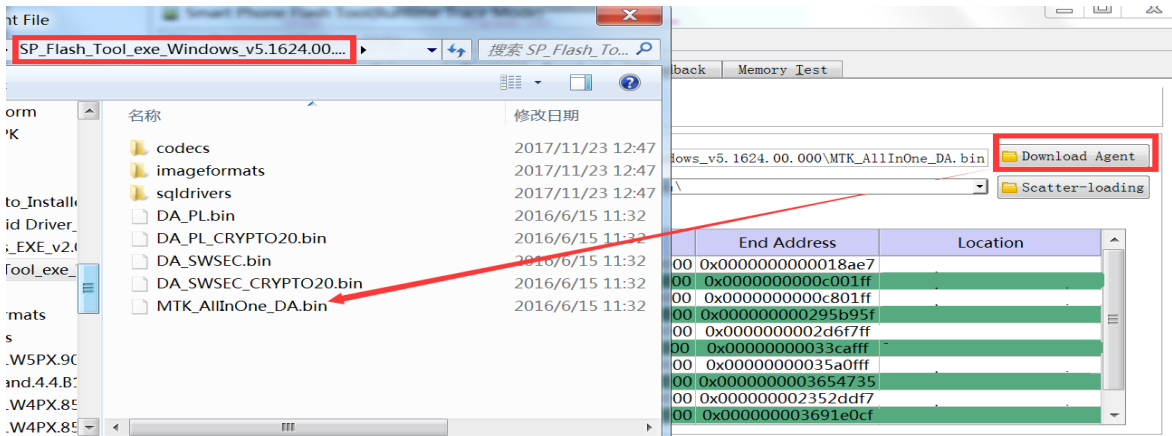 nt File
Smart Phone Flash Tool(Runtime Trace Mode)
SP_Flash_Tool_exe_Windows_v5.1624.00....
搜索 SP_Flash_To...
back
Memory Test
orm
PK
to_Install
id Driver_
s_EXE_v2.(
Tool_exe_
rmats
s
.W5PX.90
and.4.4.B1
.W4PX.85
.W4PX.85
名称
修改日期
codecs
2017/11/23 12:47
imageformats
2017/11/23 12:47
sqldrivers
2017/11/23 12:47
DA_PL.bin
2016/6/15 11:32
DA_PL_CRYPTO20.bin
2016/6/15 11:32
DA_SWSEC.bin
2016/6/15 11:32
DA_SWSEC_CRYPTO20.bin
2016/6/15 11:32
MTK_AllInOne_DA.bin
2016/6/15 11:32
dows_v5.1624.00.000\MTK_AllInOne_DA.bin
Download Agent
\
Scatter-loading
End Address
Location
00 0x0000000000018ae7
00 0x0000000000c001ff
00 0x0000000000c801ff
00 0x000000000295b95f
00 0x0000000002d6f7ff
00 0x00000000033cafff
00 0x00000000035a0fff
00 0x0000000003654735
00 0x0000000002352ddf7
00 0x000000003691e0cf